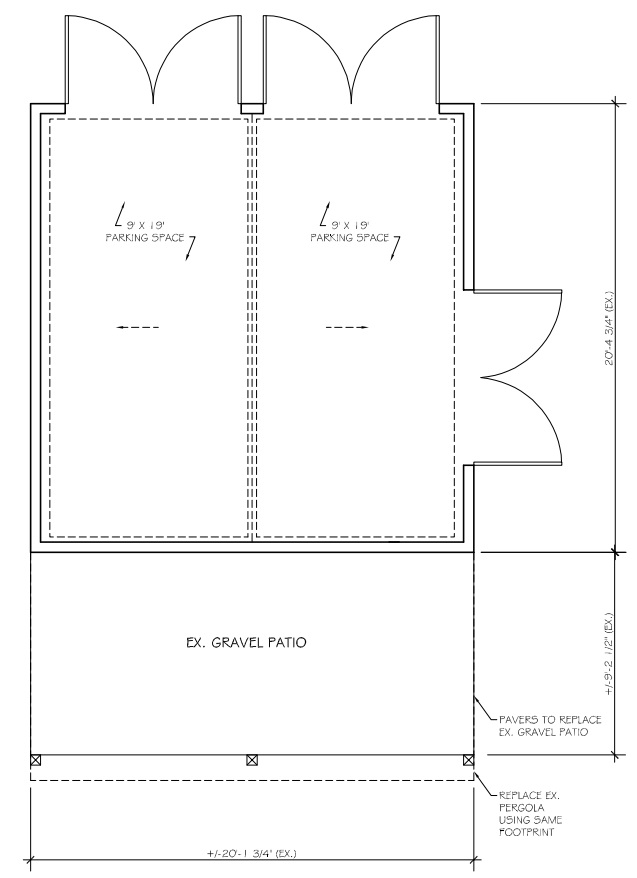 9' X 19'
PARKING SPACE
9' X 19'
PARKING SPACE
20'-4 3/4" (EX.)
EX. GRAVEL PATIO
+/-9'-2 1/2" (EX.)
PAVERS TO REPLACE
EX. GRAVEL PATIO
REPLACE EX.
PERGOLA
USING SAME
FOOTPRINT
+/-20'-1 3/4" (EX.)